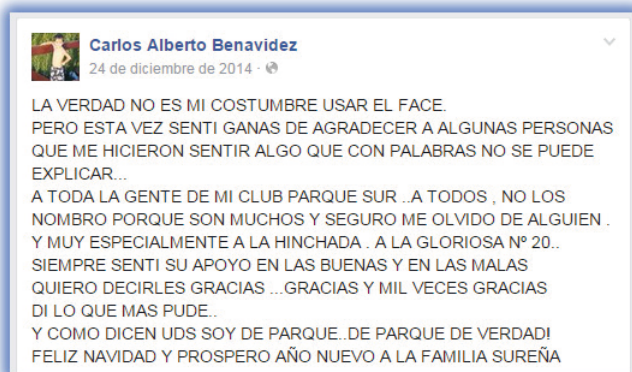 Carlos Alberto Benavidez
24 de diciembre de 2014 ·
LA VERDAD NO ES MI COSTUMBRE USAR EL FACE.
PERO ESTA VEZ SENTI GANAS DE AGRADECER A ALGUNAS PERSONAS
QUE ME HICIERON SENTIR ALGO QUE CON PALABRAS NO SE PUEDE
EXPLICAR...
A TODA LA GENTE DE MI CLUB PARQUE SUR ..A TODOS , NO LOS
NOMBRO PORQUE SON MUCHOS Y SEGURO ME OLVIDO DE ALGUIEN .
Y MUY ESPECIALMENTE A LA HINCHADA . A LA GLORIOSA Nº 20..
SIEMPRE SENTI SU APOYO EN LAS BUENAS Y EN LAS MALAS
QUIERO DECIRLES GRACIAS ...GRACIAS Y MIL VECES GRACIAS
DI LO QUE MAS PUDE..
Y COMO DICEN UDS SOY DE PARQUE..DE PARQUE DE VERDAD!
FELIZ NAVIDAD Y PROSPERO AÑO NUEVO A LA FAMILIA SUREÑA